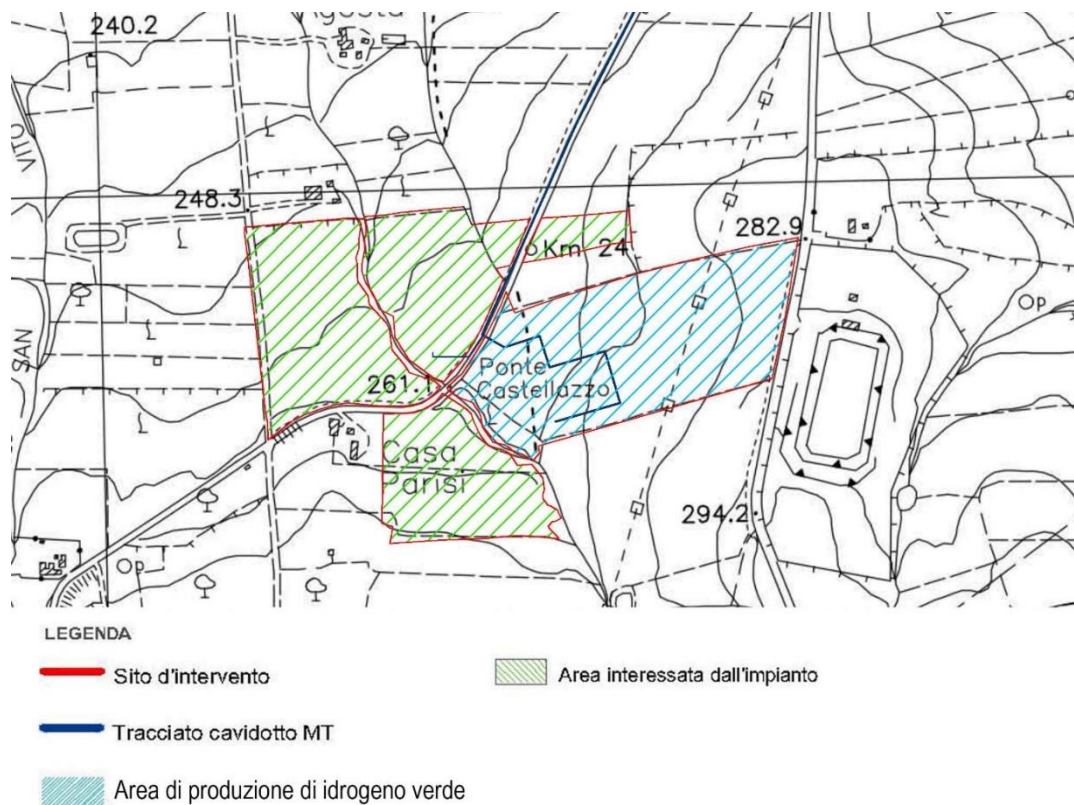 Agosta
240.2
VITO
248.3
282.9
Km 24
SAN
Op
Ponte
261.1
Castellazzo
Casa
Parisi
294.2
Op
LEGENDA
Sito d'intervento
Area interessata dall'impianto
Tracciato cavidotto MT
Area di produzione di idrogeno verde